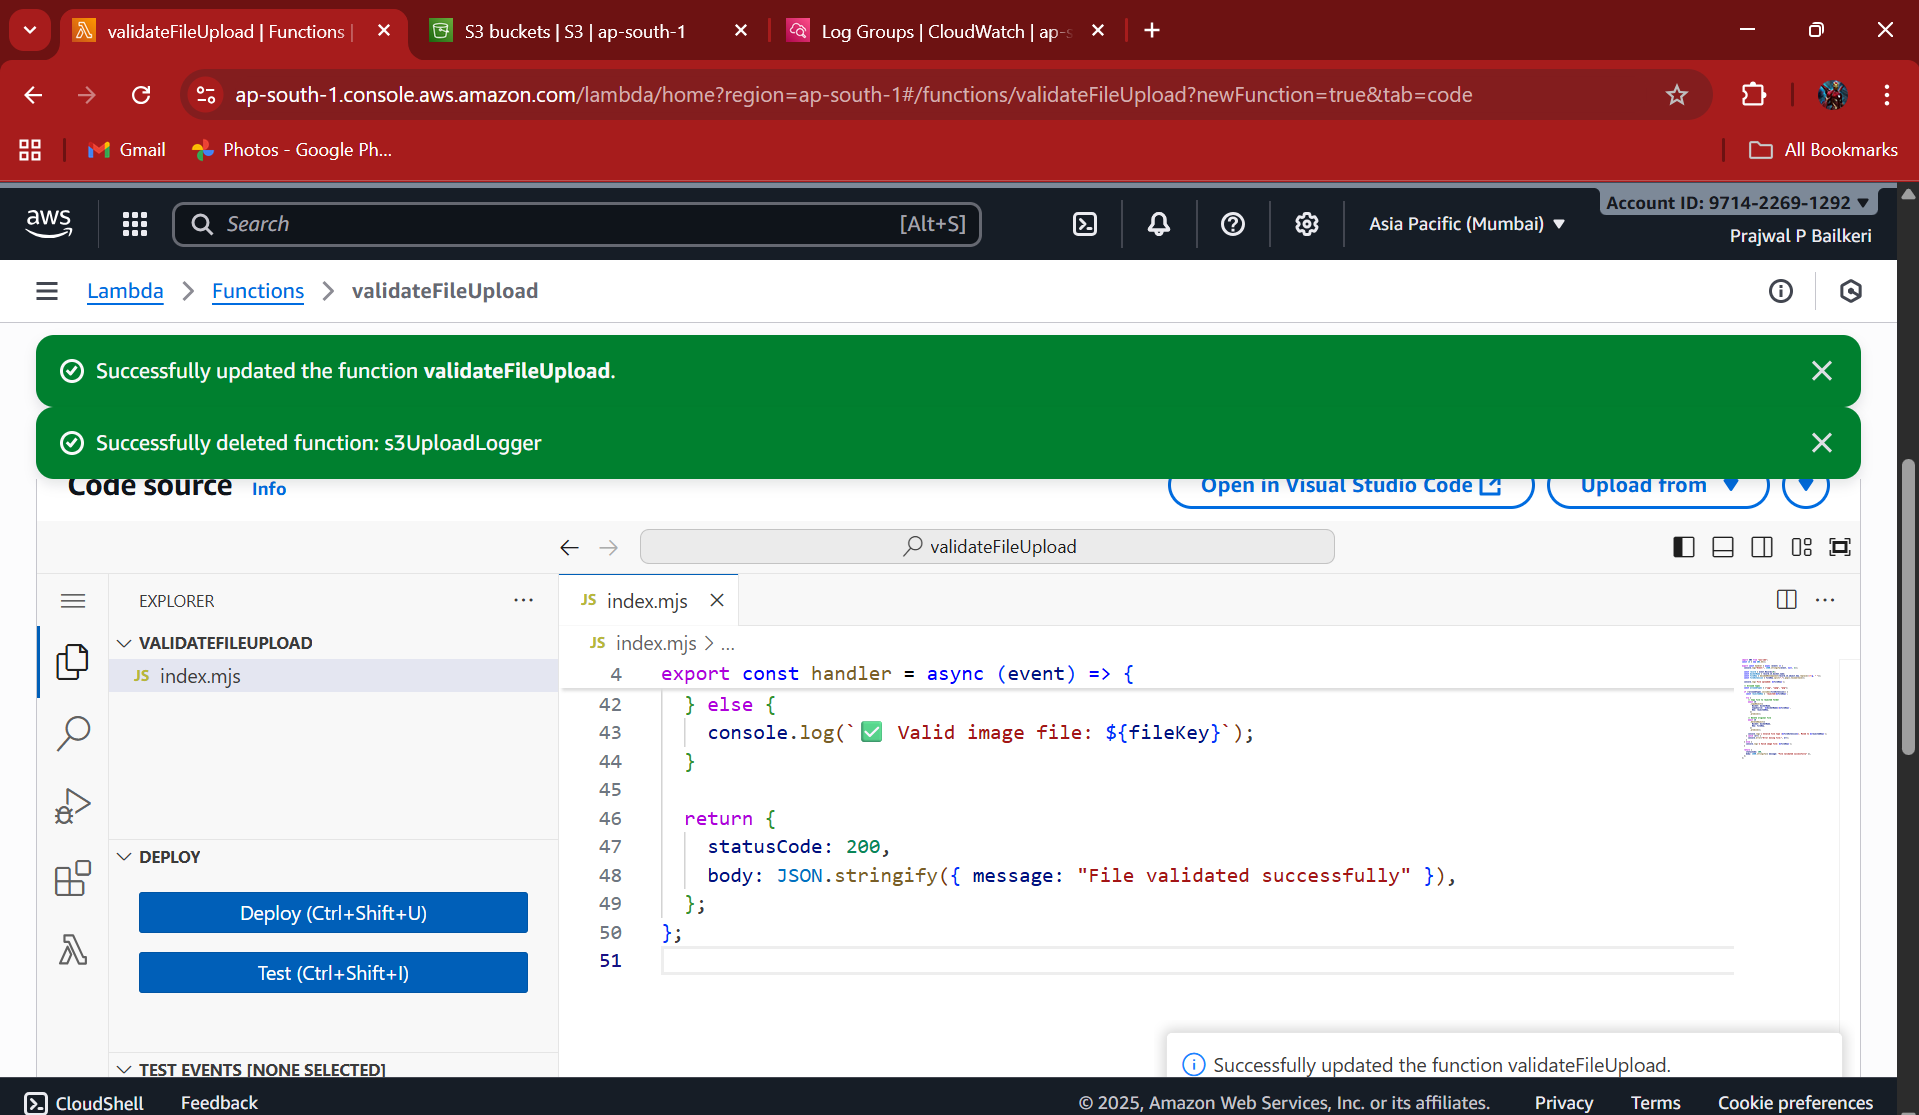 validateFileUpload | Functions |
S3 buckets | S3 | ap-south-1
Log Groups | CloudWatch | ap-s
ap-south-1.console.aws.amazon.com/lambda/home?region=ap-south-1#/functions/validateFileUpload?newFunction=true&tab=code
Gmail
Photos - Google Ph...
All Bookmarks
aws
Search
[Alt+S]
Asia Pacific (Mumbai) ▼
Account ID: 9714-2269-1292 ▼
Prajwal P Bailkeri
Lambda > Functions > validateFileUpload
Successfully updated the function validateFileUpload.
Successfully deleted function: s3UploadLogger
Code source Info
Open in Visual Studio Code
Upload from ▼
validateFileUpload
EXPLORER ...
VALIDATEFILEUPLOAD
JS index.mjs
DEPLOY
Deploy (Ctrl+Shift+U)
Test (Ctrl+Shift+I)
TEST EVENTS [NONE SELECTED]
JS index.mjs
JS index.mjs > ...
4 export const handler = async (event) => {
42 } else {
43 console.log(`✅ Valid image file: ${fileKey}`);
44 }
45
46 return {
47 statusCode: 200,
48 body: JSON.stringify({ message: "File validated successfully" }),
49 };
50 };
51
Successfully updated the function validateFileUpload.
CloudShell
Feedback
© 2025, Amazon Web Services, Inc. or its affiliates.
Privacy
Terms
Cookie preferences